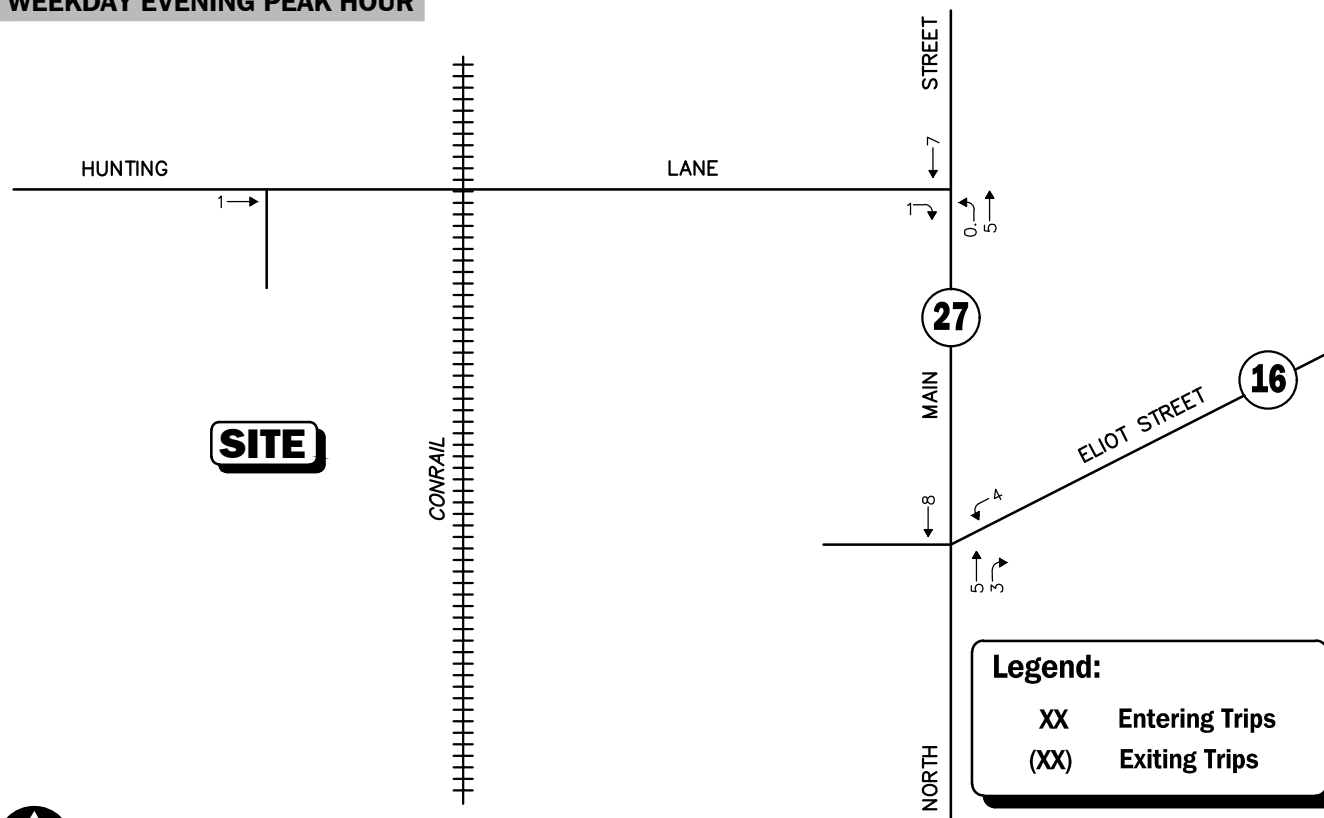 WEEKDAY EVENING PEAK HOUR
STREET
7
HUNTING
LANE
1
1
0.
5
27
MAIN
16
ELIOT STREET
SITE
CONRAIL
8
4
5
3
Legend:
XX Entering Trips
(XX) Exiting Trips
NORTH